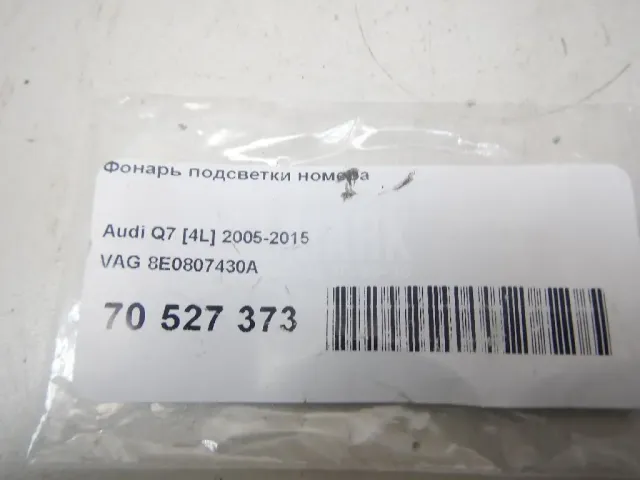 Фонарь подсветки номера
Audi Q7 [4L] 2005-2015
VAG 8E0807430A
70 527 373